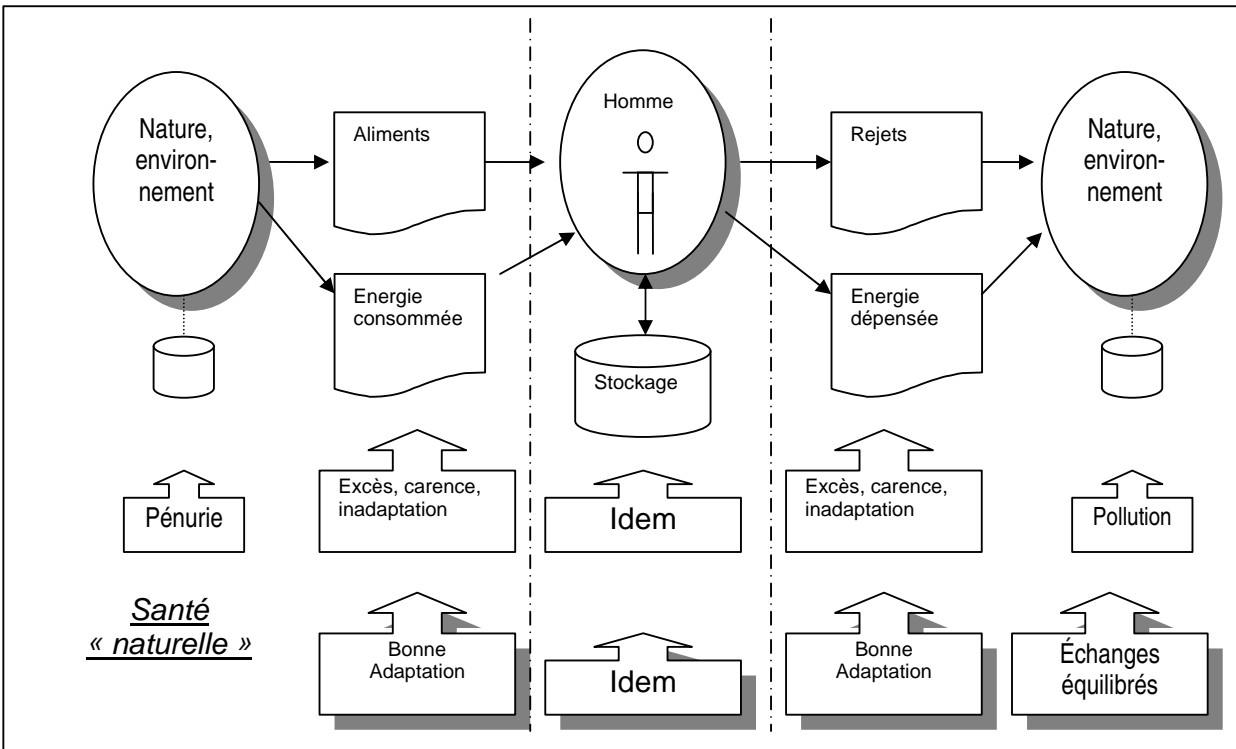 Nature,
environ-
nement
Aliments
Homme
Rejets
Nature,
environ-
nement
Energie
consommée
Stockage
Energie
dépensée
Pénurie
Excès, carence,
inadaptation
Idem
Excès, carence,
inadaptation
Pollution
Santé
« naturelle »
Bonne
Adaptation
Idem
Bonne
Adaptation
Échanges
équilibrés